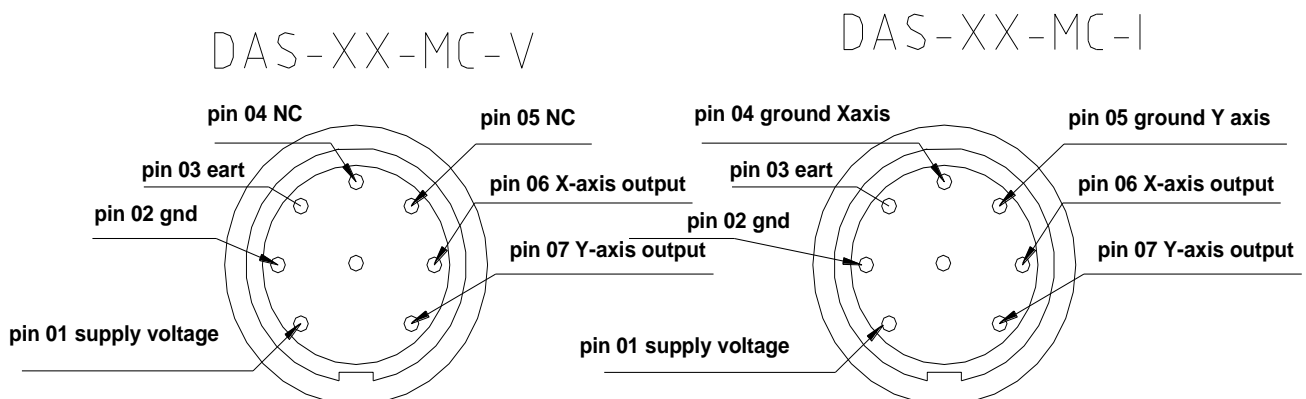 DAS-XX-MC-V
pin 04 NC
pin 05 NC
pin 03 eart
pin 06 X-axis output
pin 02 gnd
pin 07 Y-axis output
pin 01 supply voltage
DAS-XX-MC-I
pin 04 ground Xaxis
pin 05 ground Y axis
pin 03 eart
pin 06 X-axis output
pin 02 gnd
pin 07 Y-axis output
pin 01 supply voltage